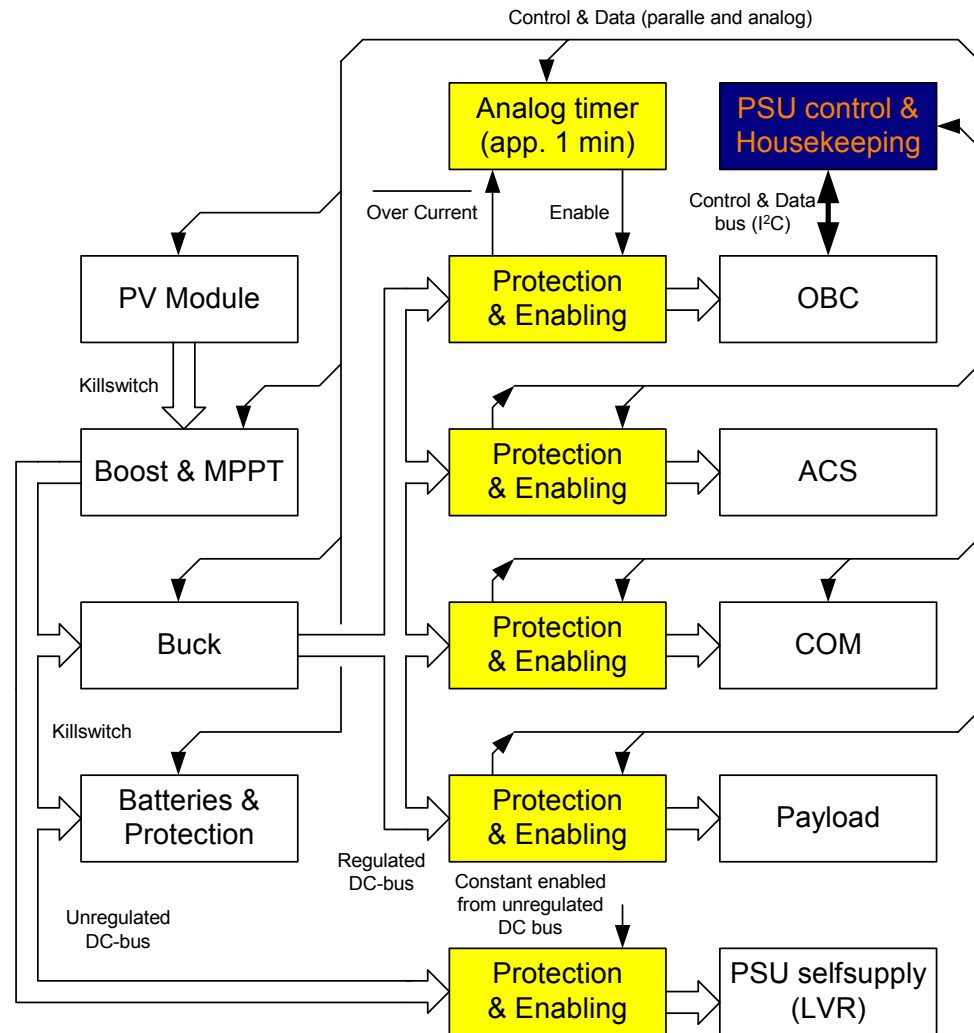 Control & Data (paralle and analog)
Analog timer
(app. 1 min)
PSU control &
Housekeeping
Over Current
Enable
Control & Data
bus (I²C)
PV Module
Protection
& Enabling
OBC
Killswitch
Boost & MPPT
Protection
& Enabling
ACS
Buck
Protection
& Enabling
COM
Killswitch
Batteries &
Protection
Protection
& Enabling
Payload
Regulated
DC-bus
Constant enabled
from unregulated
DC bus
Unregulated
DC-bus
Protection
& Enabling
PSU selfsupply
(LVR)